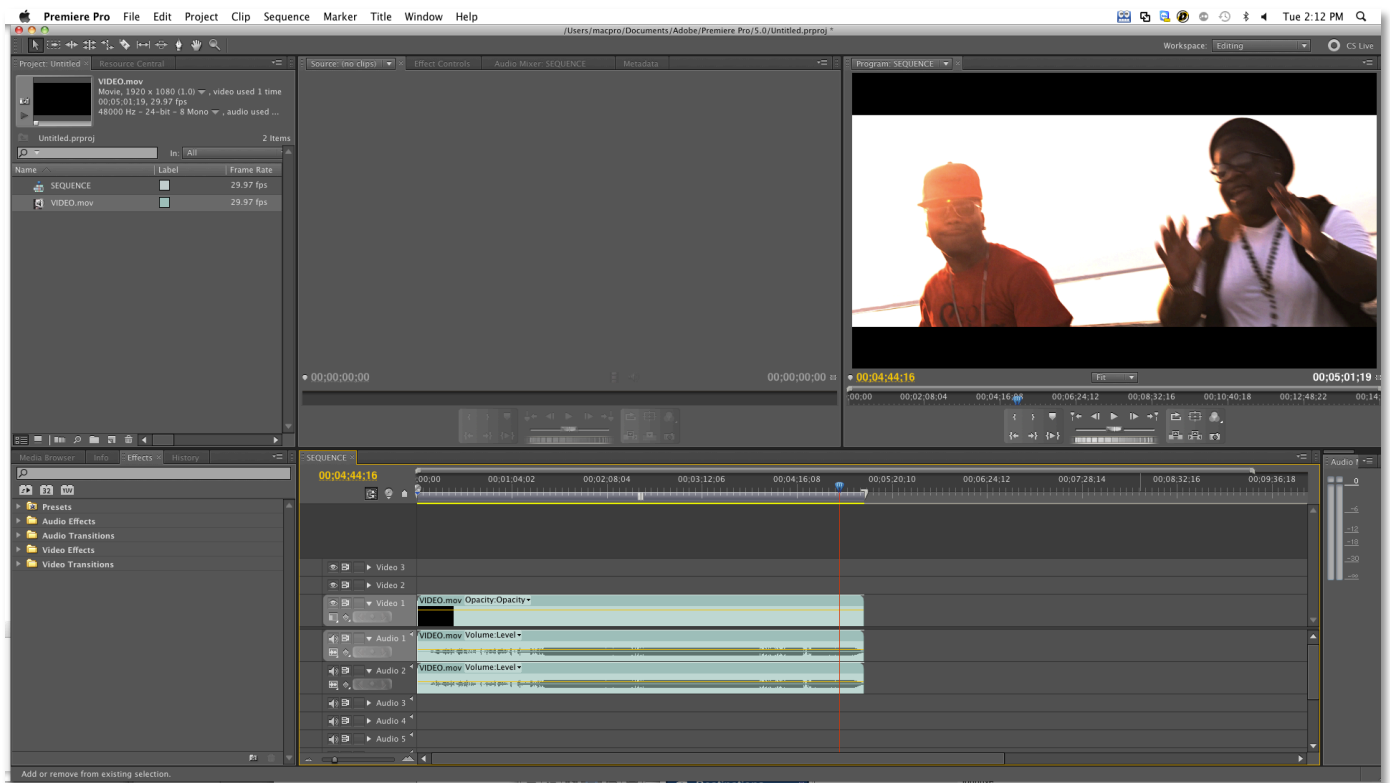 Premiere Pro File Edit Project Clip Sequence Marker Title Window Help
Tue 2:12 PM
/Users/macpro/Documents/Adobe/Premiere Pro/5.0/Untitled.prproj *
Workspace: Editing
CS Live
Project: Untitled
Resource Central
VIDEO.mov
Movie, 1920 x 1080 (1.0) , video used 1 time
00;05;01;19, 29.97 fps
48000 Hz - 24-bit - 8 Mono , audio used ...
Untitled.prproj
2 Items
In: All
Name
Label
Frame Rate
SEQUENCE
29.97 fps
VIDEO.mov
29.97 fps
Source: (no clips)
Effect Controls
Audio Mixer: SEQUENCE
Metadata
00;00;00;00
00;00;00;00
Program: SEQUENCE
00;04;44;16
Fit
00;05;01;19
;00;00 00;02;08;04 00;04;16;08 00;06;24;12 00;08;32;16 00;10;40;18 00;12;48;22 00;14;
Media Browser
Info
Effects
History
32
YUV
Presets
Audio Effects
Audio Transitions
Video Effects
Video Transitions
SEQUENCE
00;04;44;16
;00;00 00;01;04;02 00;02;08;04 00;03;12;06 00;04;16;08 00;05;20;10 00;06;24;12 00;07;28;14 00;08;32;16 00;09;36;18
Video 3
Video 2
Video 1
VIDEO.mov Opacity:Opacity
Audio 1
VIDEO.mov Volume:Level
Audio 2
VIDEO.mov Volume:Level
Audio 3
Audio 4
Audio 5
Audio
0
-6
-12
-18
-30
Add or remove from existing selection.